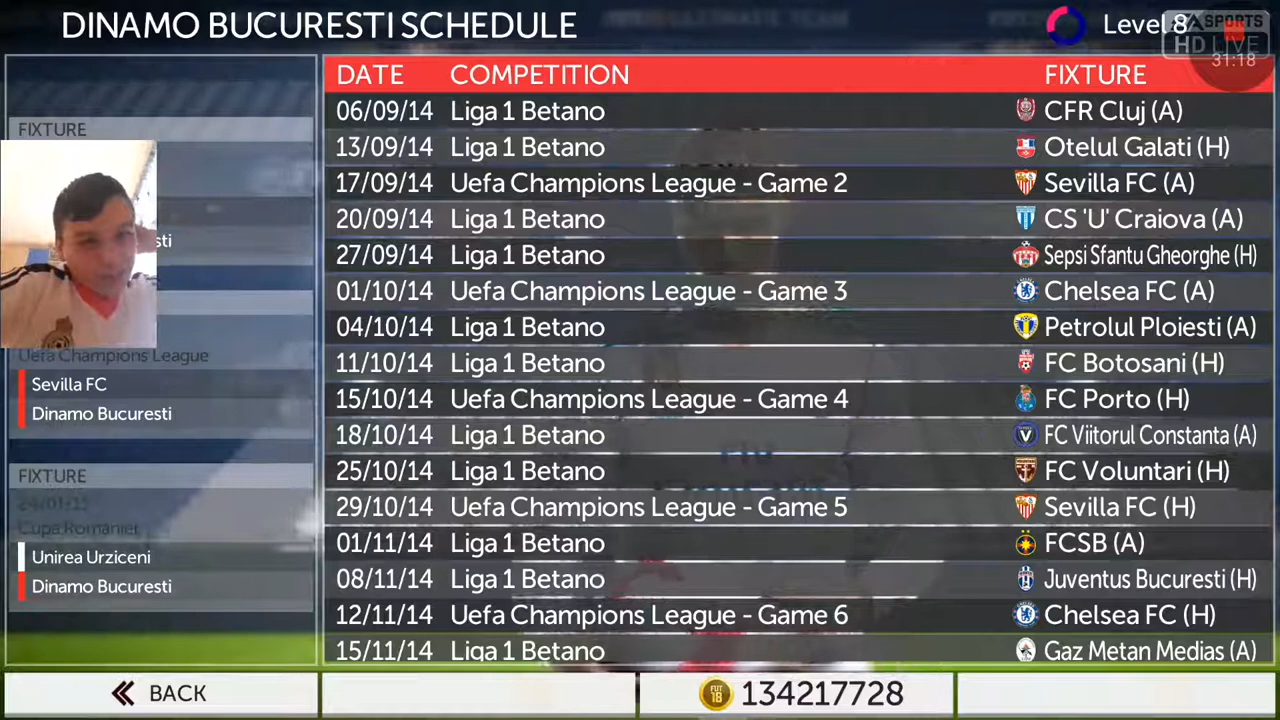 DINAMO BUCURESTI SCHEDULE
Level 8
EA SPORTS
HD LIVE
31:18
DATE COMPETITION FIXTURE
06/09/14 Liga 1 Betano CFR Cluj (A)
13/09/14 Liga 1 Betano Otelul Galati (H)
17/09/14 Uefa Champions League - Game 2 Sevilla FC (A)
20/09/14 Liga 1 Betano CS 'U' Craiova (A)
27/09/14 Liga 1 Betano Sepsi Sfantu Gheorghe (H)
01/10/14 Uefa Champions League - Game 3 Chelsea FC (A)
04/10/14 Liga 1 Betano Petrolul Ploiesti (A)
11/10/14 Liga 1 Betano FC Botosani (H)
15/10/14 Uefa Champions League - Game 4 FC Porto (H)
18/10/14 Liga 1 Betano FC Viitorul Constanta (A)
25/10/14 Liga 1 Betano FC Voluntari (H)
29/10/14 Uefa Champions League - Game 5 Sevilla FC (H)
01/11/14 Liga 1 Betano FCSB (A)
08/11/14 Liga 1 Betano Juventus Bucuresti (H)
12/11/14 Uefa Champions League - Game 6 Chelsea FC (H)
15/11/14 Liga 1 Betano Gaz Metan Medias (A)
FIXTURE
sti
Uefa Champions League
Sevilla FC
Dinamo Bucuresti
FIXTURE
24/01/15
Cupa Romaniei
Unirea Urziceni
Dinamo Bucuresti
BACK
FUT 18
134217728